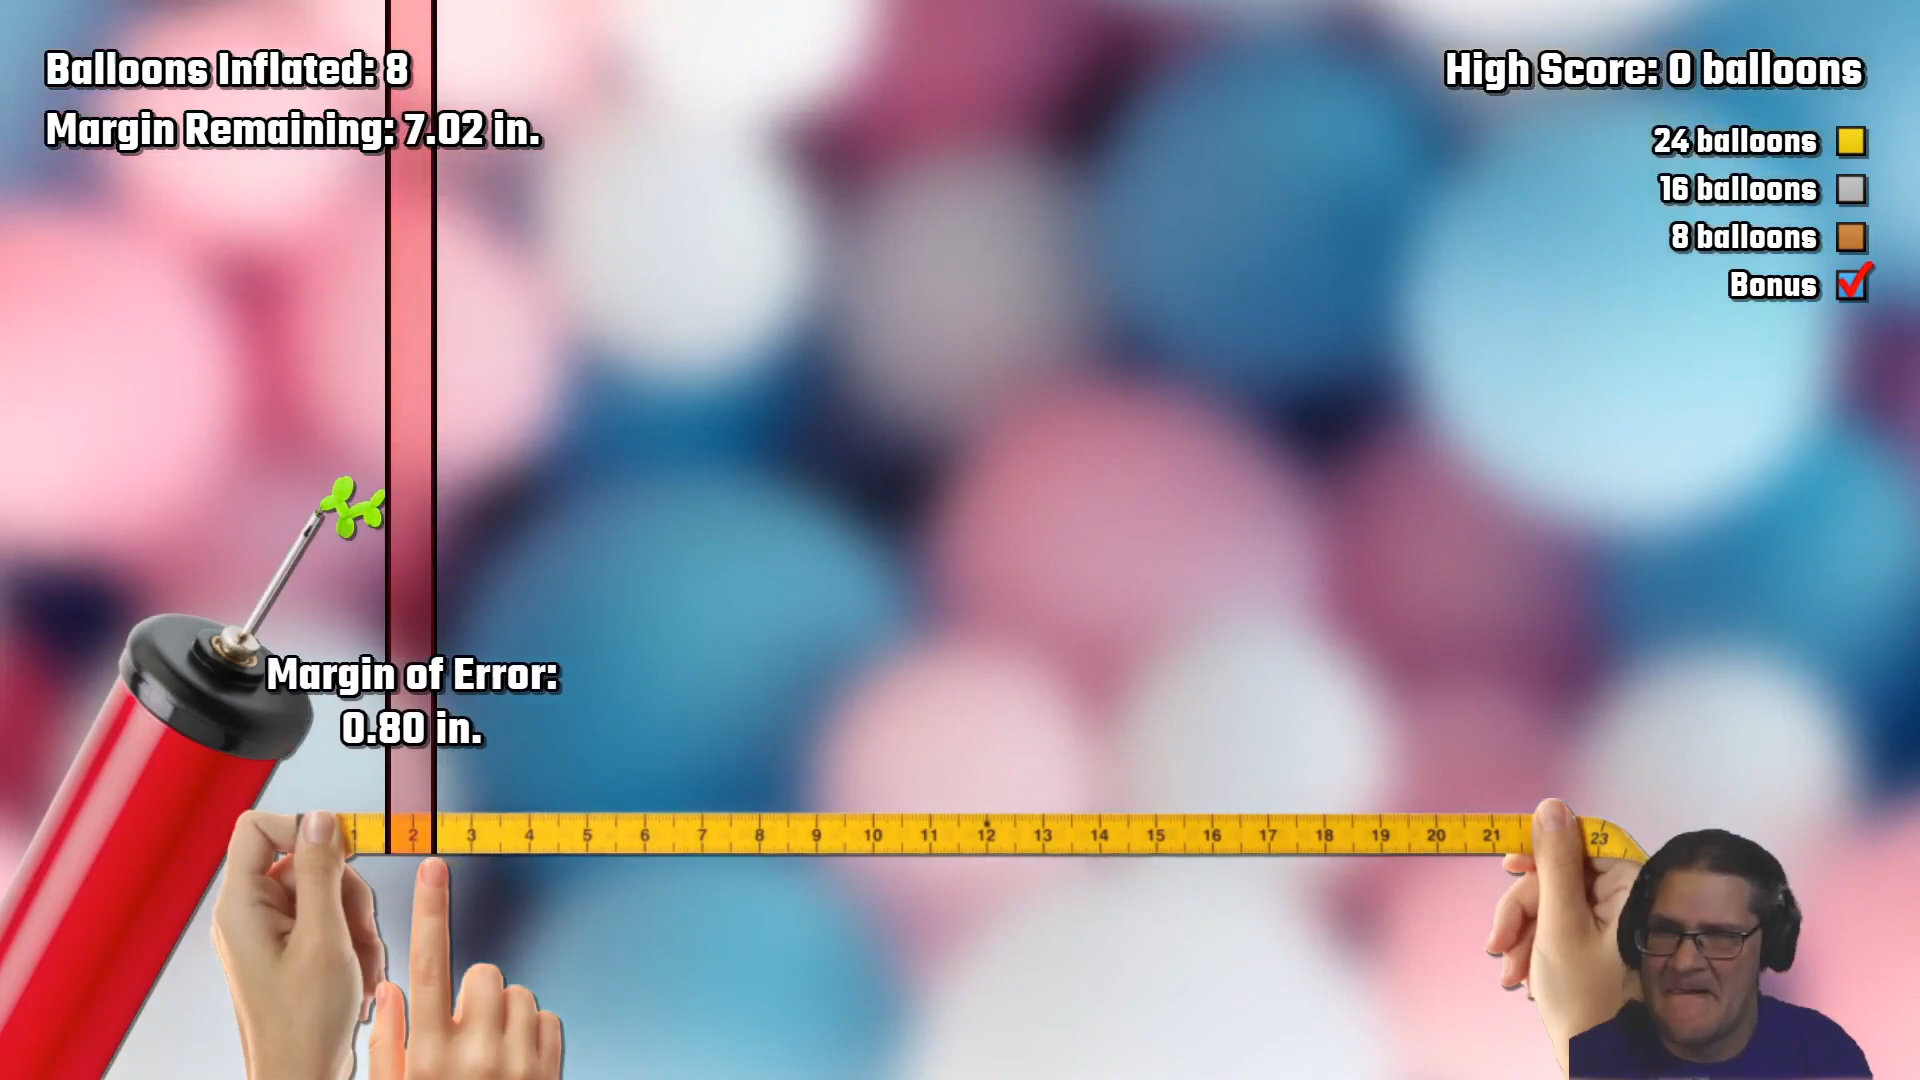 Balloons Inflated: 8
Margin Remaining: 7.02 in.
High Score: 0 balloons
24 balloons
16 balloons
8 balloons
Bonus
Margin of Error:
0.80 in.
1 2 3 4 5 6 7 8 9 10 11 12 13 14 15 16 17 18 19 20 21 23